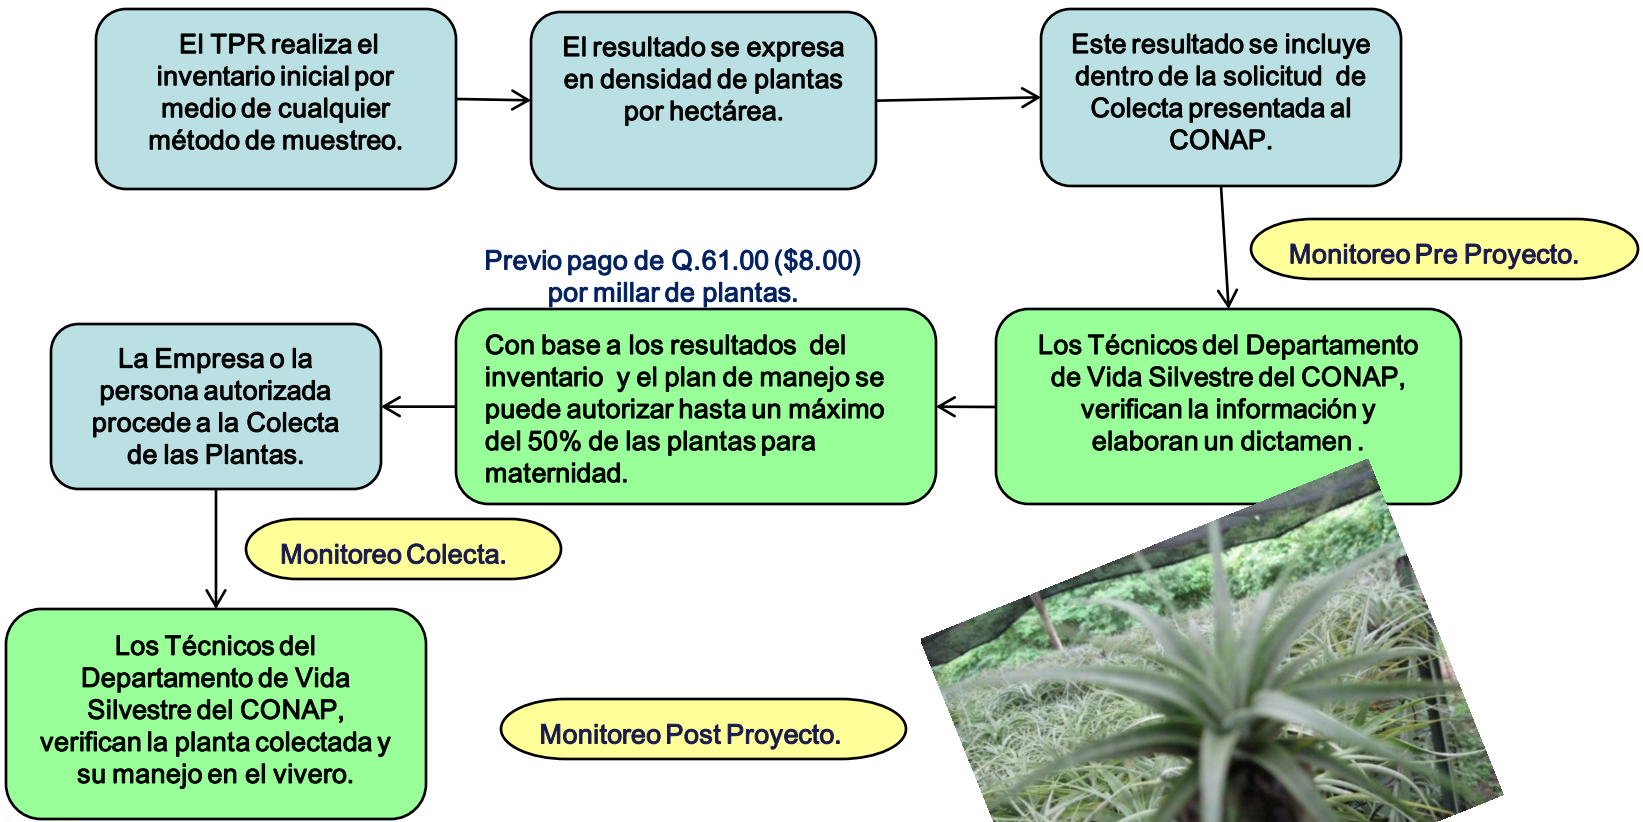 El TPR realiza el
inventario inicial por
medio de cualquier
método de muestreo.
El resultado se expresa
en densidad de plantas
por hectárea.
Este resultado se incluye
dentro de la solicitud de
Colecta presentada al
CONAP.
Monitoreo Pre Proyecto.
Los Técnicos del Departamento
de Vida Silvestre del CONAP,
verifican la información y
elaboran un dictamen .
Previo pago de Q.61.00 ($8.00)
por millar de plantas.
Con base a los resultados del
inventario y el plan de manejo se
puede autorizar hasta un máximo
del 50% de las plantas para
maternidad.
La Empresa o la
persona autorizada
procede a la Colecta
de las Plantas.
Monitoreo Colecta.
Los Técnicos del
Departamento de Vida
Silvestre del CONAP,
verifican la planta colectada y
su manejo en el vivero.
Monitoreo Post Proyecto.